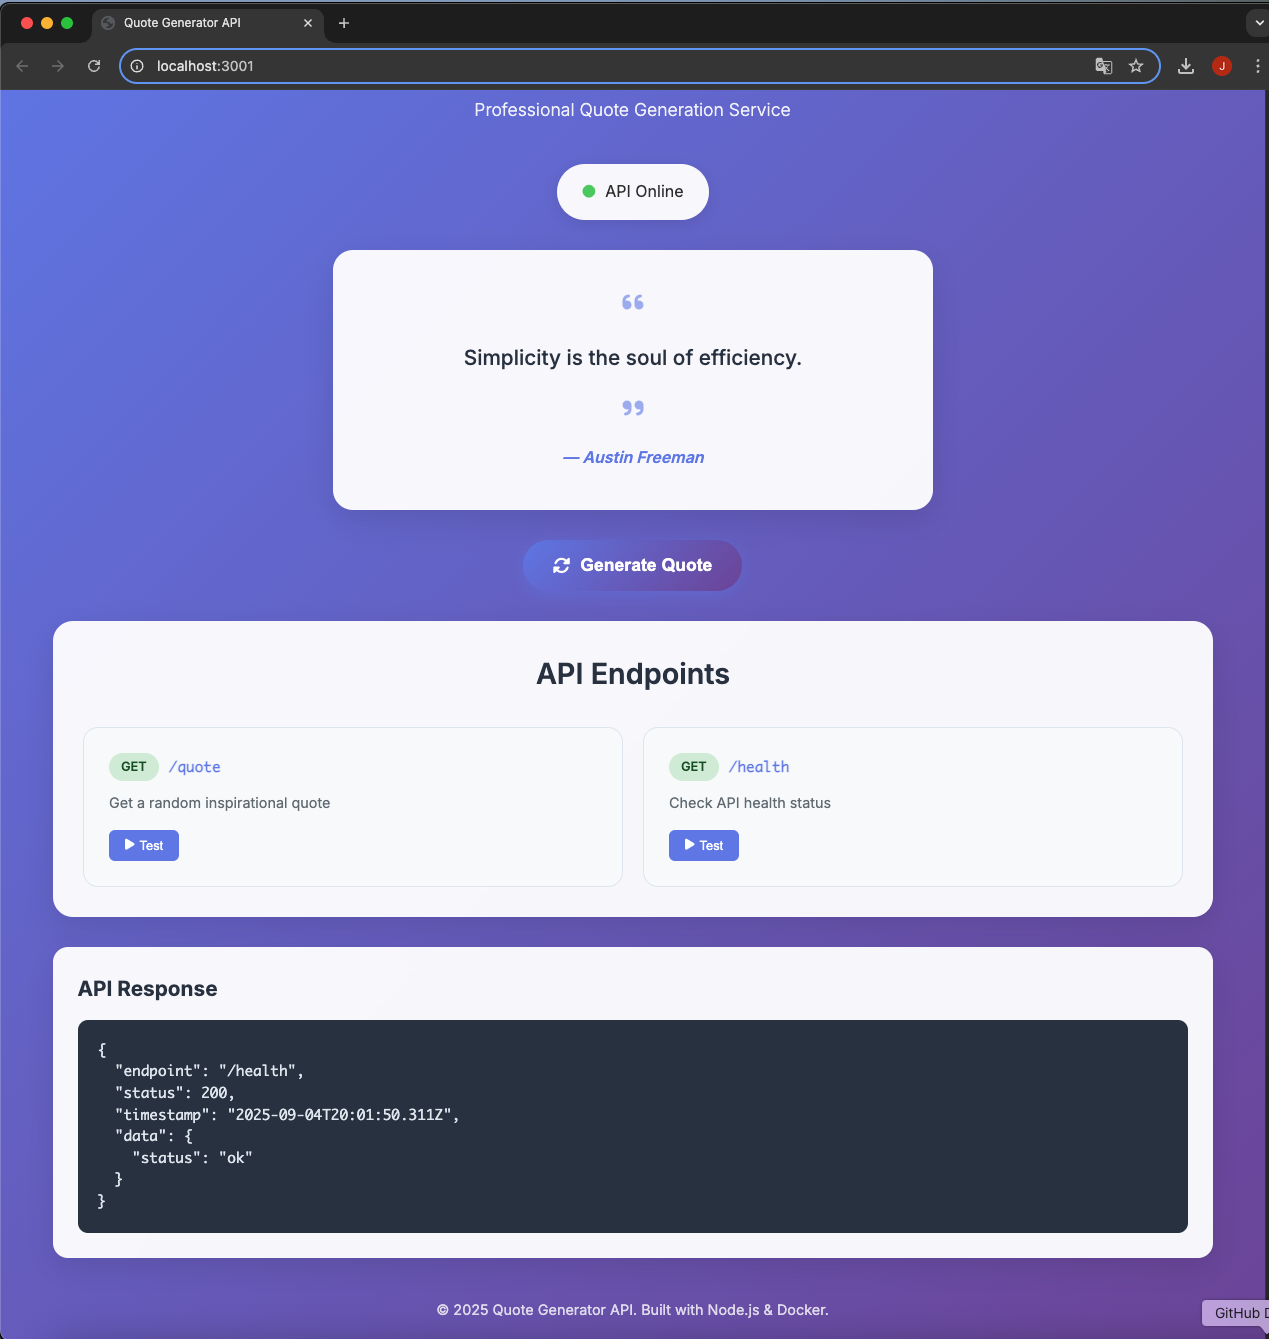 Quote Generator API
localhost:3001
J
Professional Quote Generation Service
API Online
“
Simplicity is the soul of efficiency.
”
— Austin Freeman
Generate Quote
API Endpoints
GET /quote
Get a random inspirational quote
Test
GET /health
Check API health status
Test
API Response
{
  "endpoint": "/health",
  "status": 200,
  "timestamp": "2025-09-04T20:01:50.311Z",
  "data": {
    "status": "ok"
  }
}
© 2025 Quote Generator API. Built with Node.js & Docker.
GitHub